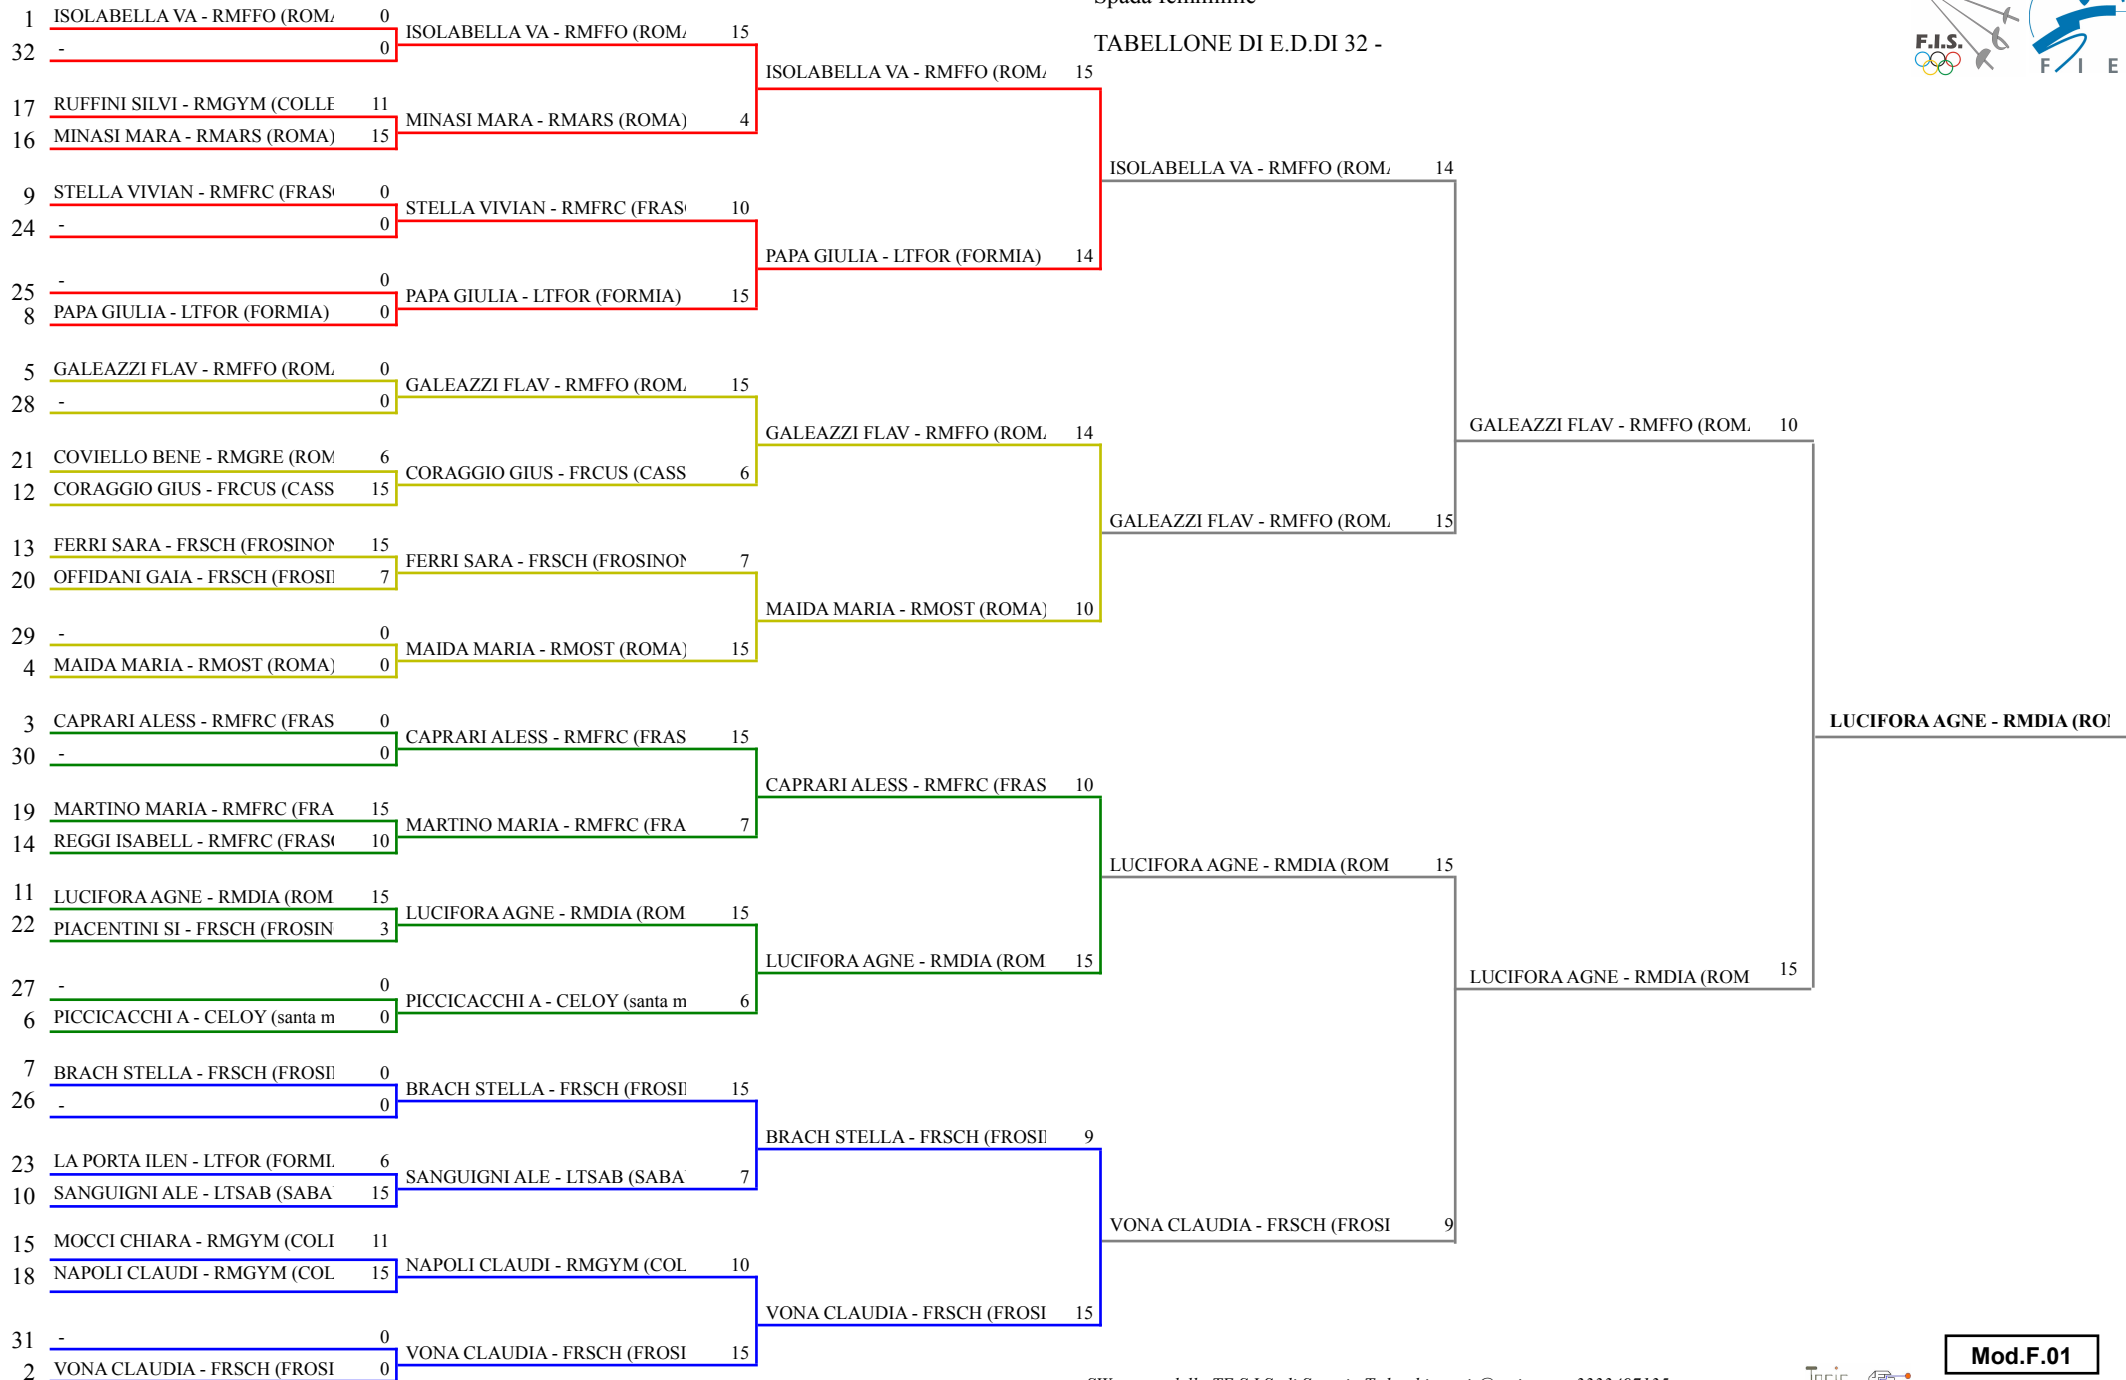 Spada femminile
TABELLONE DI E.D.DI 32 -
F.I.S.
F I E
1 ISOLABELLA VA - RMFFO (ROMA 0
32 - 0
17 RUFFINI SILVI - RMGYM (COLLE 11
16 MINASI MARA - RMARS (ROMA) 15
9 STELLA VIVIAN - RMFRC (FRAS 0
24 - 0
25 - 0
8 PAPA GIULIA - LTFOR (FORMIA) 0
5 GALEAZZI FLAV - RMFFO (ROM 0
28 - 0
21 COVIELLO BENE - RMGRE (ROM 6
12 CORAGGIO GIUS - FRCUS (CASS 15
13 FERRI SARA - FRSCH (FROSINON 15
20 OFFIDANI GAIA - FRSCH (FROSI 7
29 - 0
4 MAIDA MARIA - RMOST (ROMA) 0
3 CAPRARI ALESS - RMFRC (FRAS 0
30 - 0
19 MARTINO MARIA - RMFRC (FRA 15
14 REGGI ISABELL - RMFRC (FRAS 10
11 LUCIFORA AGNE - RMDIA (ROM 15
22 PIACENTINI SI - FRSCH (FROSIN 3
27 - 0
6 PICCICACCHI A - CELOY (santa m 0
7 BRACH STELLA - FRSCH (FROSI 0
26 - 0
23 LA PORTA ILEN - LTFOR (FORMI 6
10 SANGUIGNI ALE - LTSAB (SABA 15
15 MOCCI CHIARA - RMGYM (COLL 11
18 NAPOLI CLAUDI - RMGYM (COL 15
31 - 0
2 VONA CLAUDIA - FRSCH (FROSI 0
ISOLABELLA VA - RMFFO (ROMA 15
MINASI MARA - RMARS (ROMA) 4
STELLA VIVIAN - RMFRC (FRAS 10
PAPA GIULIA - LTFOR (FORMIA) 15
GALEAZZI FLAV - RMFFO (ROM 15
CORAGGIO GIUS - FRCUS (CASS 6
FERRI SARA - FRSCH (FROSINON 7
MAIDA MARIA - RMOST (ROMA) 15
CAPRARI ALESS - RMFRC (FRAS 15
MARTINO MARIA - RMFRC (FRA 7
LUCIFORA AGNE - RMDIA (ROM 15
PICCICACCHI A - CELOY (santa m 6
BRACH STELLA - FRSCH (FROSI 15
SANGUIGNI ALE - LTSAB (SABA 7
NAPOLI CLAUDI - RMGYM (COL 10
VONA CLAUDIA - FRSCH (FROSI 15
ISOLABELLA VA - RMFFO (ROMA 15
PAPA GIULIA - LTFOR (FORMIA) 14
GALEAZZI FLAV - RMFFO (ROM 14
MAIDA MARIA - RMOST (ROMA) 10
CAPRARI ALESS - RMFRC (FRAS 10
LUCIFORA AGNE - RMDIA (ROM 15
BRACH STELLA - FRSCH (FROSI 9
VONA CLAUDIA - FRSCH (FROSI 15
ISOLABELLA VA - RMFFO (ROMA 14
GALEAZZI FLAV - RMFFO (ROM 15
LUCIFORA AGNE - RMDIA (ROM 15
VONA CLAUDIA - FRSCH (FROSI 9
GALEAZZI FLAV - RMFFO (ROM 10
LUCIFORA AGNE - RMDIA (ROM 15
LUCIFORA AGNE - RMDIA (RO
Mod.F.01